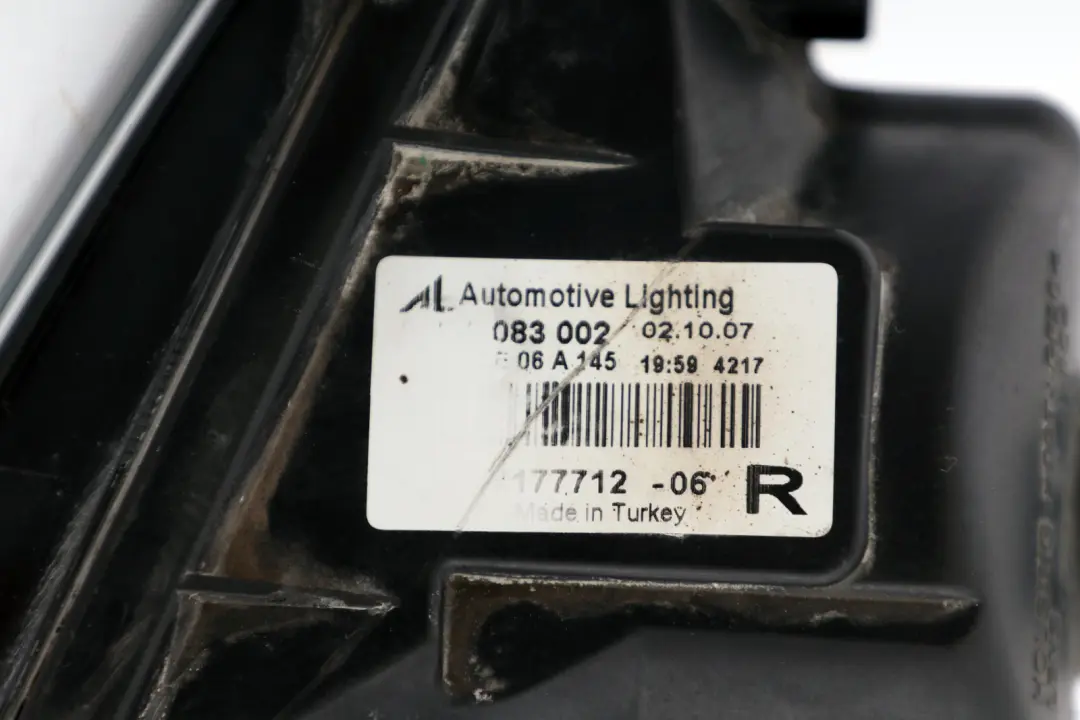 AL Automotive Lighting
083 002 02.10.07
06 A 145 19:59 4217
177712 -06
R
Made in Turkey